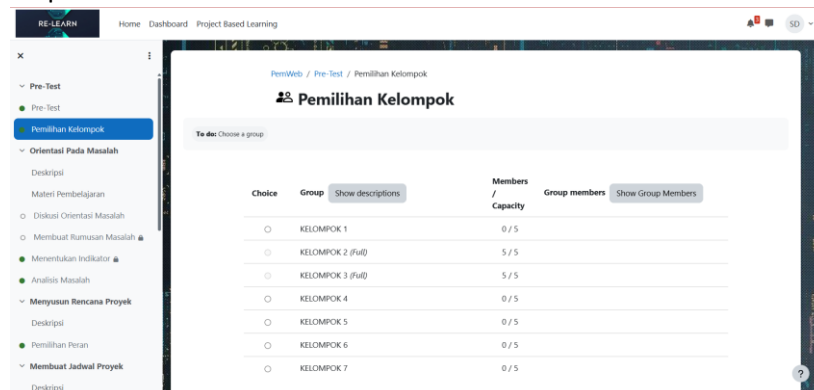 RE-LEARN Home Dashboard Project Based Learning SD
Pre-Test
Pre-Test
Pemilihan Kelompok
Orientasi Pada Masalah
Deskripsi
Materi Pembelajaran
Diskusi Orientasi Masalah
Membuat Rumusan Masalah
Menentukan Indikator
Analisis Masalah
Menyusun Rencana Proyek
Deskripsi
Pemilihan Peran
Membuat Jadwal Proyek
Deskripsi
PemWeb / Pre-Test / Pemilihan Kelompok
Pemilihan Kelompok
To do: Choose a group
Choice Group Show descriptions Members / Capacity Group members Show Group Members
KELOMPOK 1 0 / 5
KELOMPOK 2 (Full) 5 / 5
KELOMPOK 3 (Full) 5 / 5
KELOMPOK 4 0 / 5
KELOMPOK 5 0 / 5
KELOMPOK 6 0 / 5
KELOMPOK 7 0 / 5
?